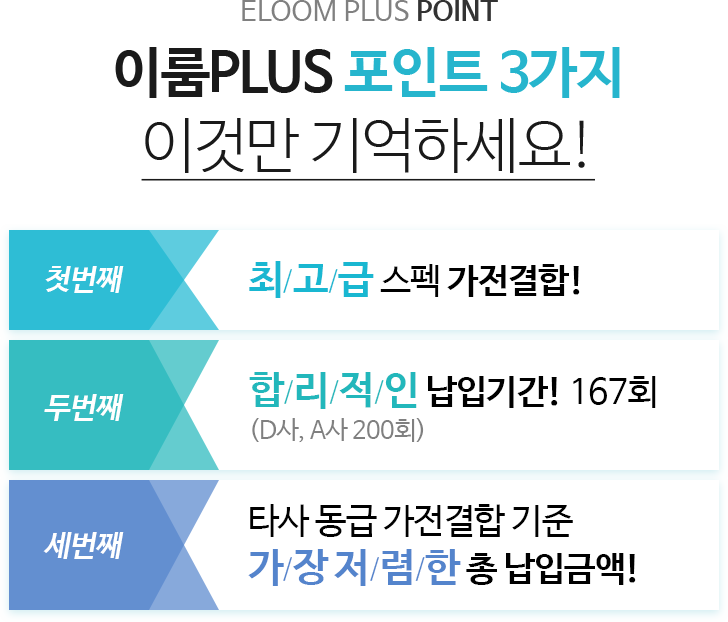 ELOOM PLUS POINT
이룸PLUS 포인트 3가지
이것만 기억하세요!
첫번째
최/고/급 스펙 가전결합!
두번째
합/리/적/인 납입기간! 167회
(D사, A사 200회)
세번째
타사 동급 가전결합 기준
가/장 저/렴/한 총 납입금액!